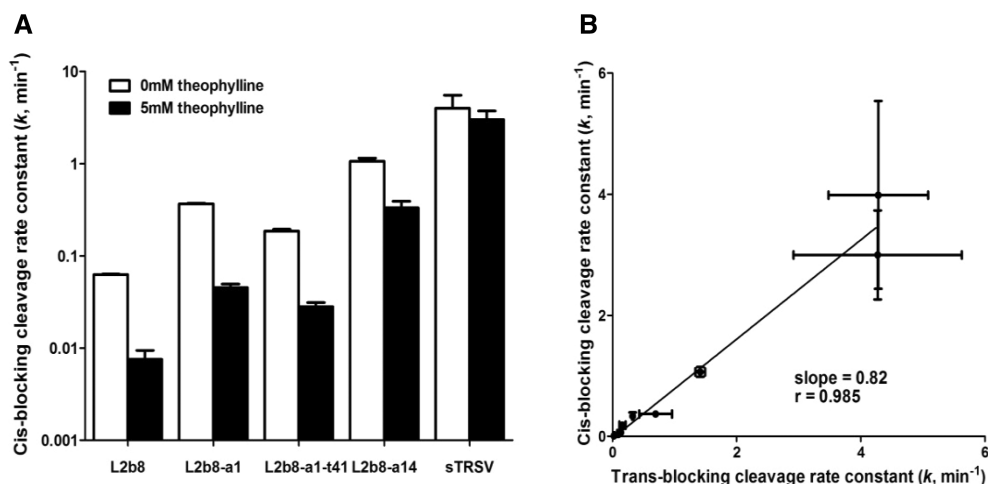 A
Cis-blocking cleavage rate constant (k, min⁻¹)
10
1
0.1
0.01
0.001
0mM theophylline
5mM theophylline
L2b8
L2b8-a1
L2b8-a1-t41
L2b8-a14
sTRSV
B
Cis-blocking cleavage rate constant (k, min⁻¹)
6
4
2
0
slope = 0.82
r = 0.985
0
2
4
6
Trans-blocking cleavage rate constant (k, min⁻¹)